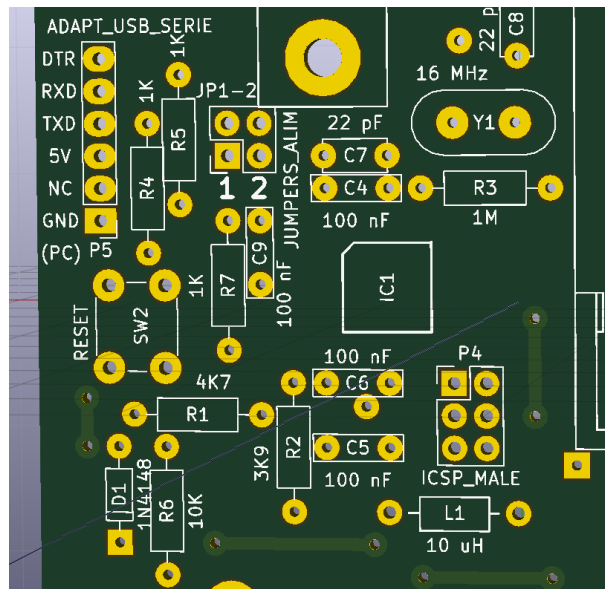 ADAPT_USB_SERIE
DTR
RXD
TXD
5V
NC
GND
(PC)
P5
1K
R4
1K
R5
JP1-2
1 2
JUMPERS_ALIM
22 p
C8
16 MHz
Y1
22 pF
C7
C4
100 nF
R3
1M
RESET
SW2
1K
R7
C9
100 nF
IC1
4K7
R1
100 nF
C6
P4
R2
3K9
C5
100 nF
ICSP_MALE
D1
1N4148
R6
10K
L1
10 uH